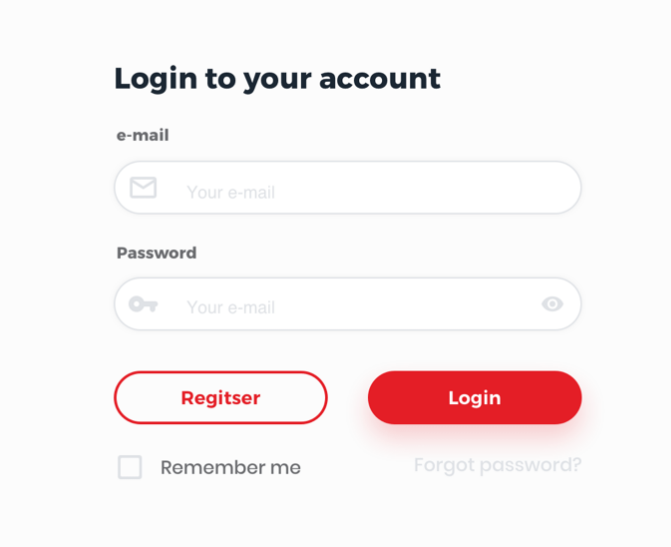 Login to your account
e-mail
Your e-mail
Password
Your e-mail
Regitser Login
Remember me Forgot password?